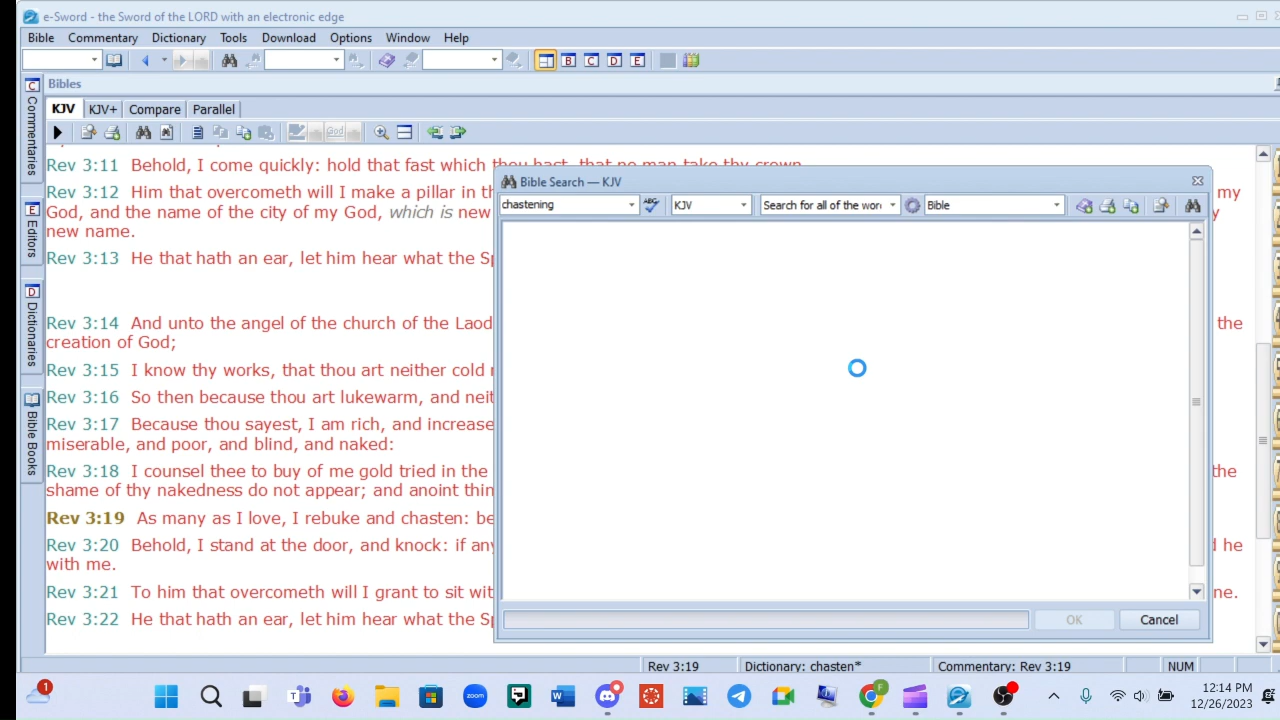 e-Sword - the Sword of the LORD with an electronic edge
Bible Commentary Dictionary Tools Download Options Window Help
B C D E
Bibles
KJV KJV+ Compare Parallel
God
C Commentaries
E Editors
D Dictionaries
Bible Books
Rev 3:11 Behold, I come quickly: hold that fast which thou hast, that no man take thy crown.
Rev 3:12 Him that overcometh will I make a pillar in th
my
God, and the name of the city of my God, which is new
y
new name.
Rev 3:13 He that hath an ear, let him hear what the Sp
Rev 3:14 And unto the angel of the church of the Laod
the
creation of God;
Rev 3:15 I know thy works, that thou art neither cold
Rev 3:16 So then because thou art lukewarm, and neit
Rev 3:17 Because thou sayest, I am rich, and increase
miserable, and poor, and blind, and naked:
Rev 3:18 I counsel thee to buy of me gold tried in the
the
shame of thy nakedness do not appear; and anoint thin
Rev 3:19 As many as I love, I rebuke and chasten: be
Rev 3:20 Behold, I stand at the door, and knock: if any
d he
with me.
Rev 3:21 To him that overcometh will I grant to sit wit
ne.
Rev 3:22 He that hath an ear, let him hear what the Sp
Bible Search — KJV
chastening ABC KJV Search for all of the wor Bible
OK Cancel
Rev 3:19 Dictionary: chasten* Commentary: Rev 3:19 NUM
1 zoom W F
12:14 PM
12/26/2023